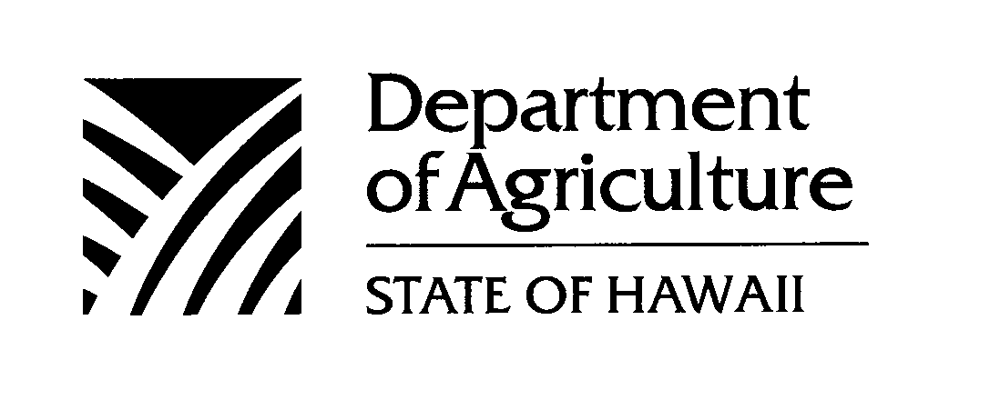 Department
of Agriculture
STATE OF HAWAII